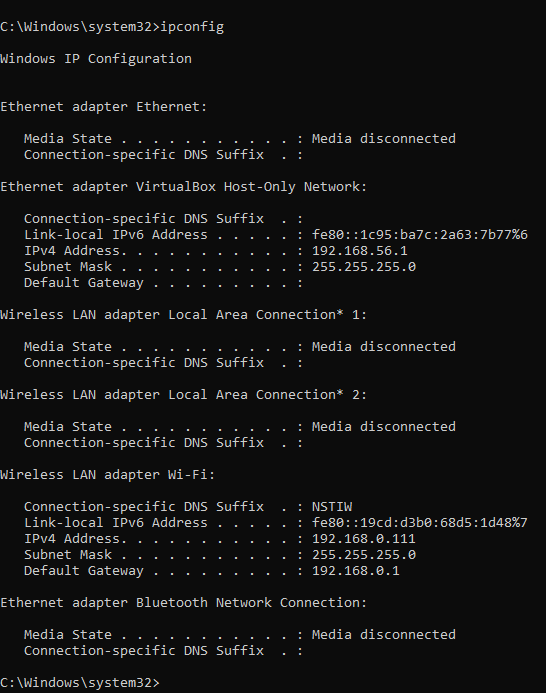 C:\Windows\system32>ipconfig
Windows IP Configuration
Ethernet adapter Ethernet:
   Media State . . . . . . . . . . . : Media disconnected
   Connection-specific DNS Suffix  . :
Ethernet adapter VirtualBox Host-Only Network:
   Connection-specific DNS Suffix  . :
   Link-local IPv6 Address . . . . . : fe80::1c95:ba7c:2a63:7b77%6
   IPv4 Address. . . . . . . . . . . : 192.168.56.1
   Subnet Mask . . . . . . . . . . . : 255.255.255.0
   Default Gateway . . . . . . . . . :
Wireless LAN adapter Local Area Connection* 1:
   Media State . . . . . . . . . . . : Media disconnected
   Connection-specific DNS Suffix  . :
Wireless LAN adapter Local Area Connection* 2:
   Media State . . . . . . . . . . . : Media disconnected
   Connection-specific DNS Suffix  . :
Wireless LAN adapter Wi-Fi:
   Connection-specific DNS Suffix  . : NSTIW
   Link-local IPv6 Address . . . . . : fe80::19cd:d3b0:68d5:1d48%7
   IPv4 Address. . . . . . . . . . . : 192.168.0.111
   Subnet Mask . . . . . . . . . . . : 255.255.255.0
   Default Gateway . . . . . . . . . : 192.168.0.1
Ethernet adapter Bluetooth Network Connection:
   Media State . . . . . . . . . . . : Media disconnected
   Connection-specific DNS Suffix  . :
C:\Windows\system32>